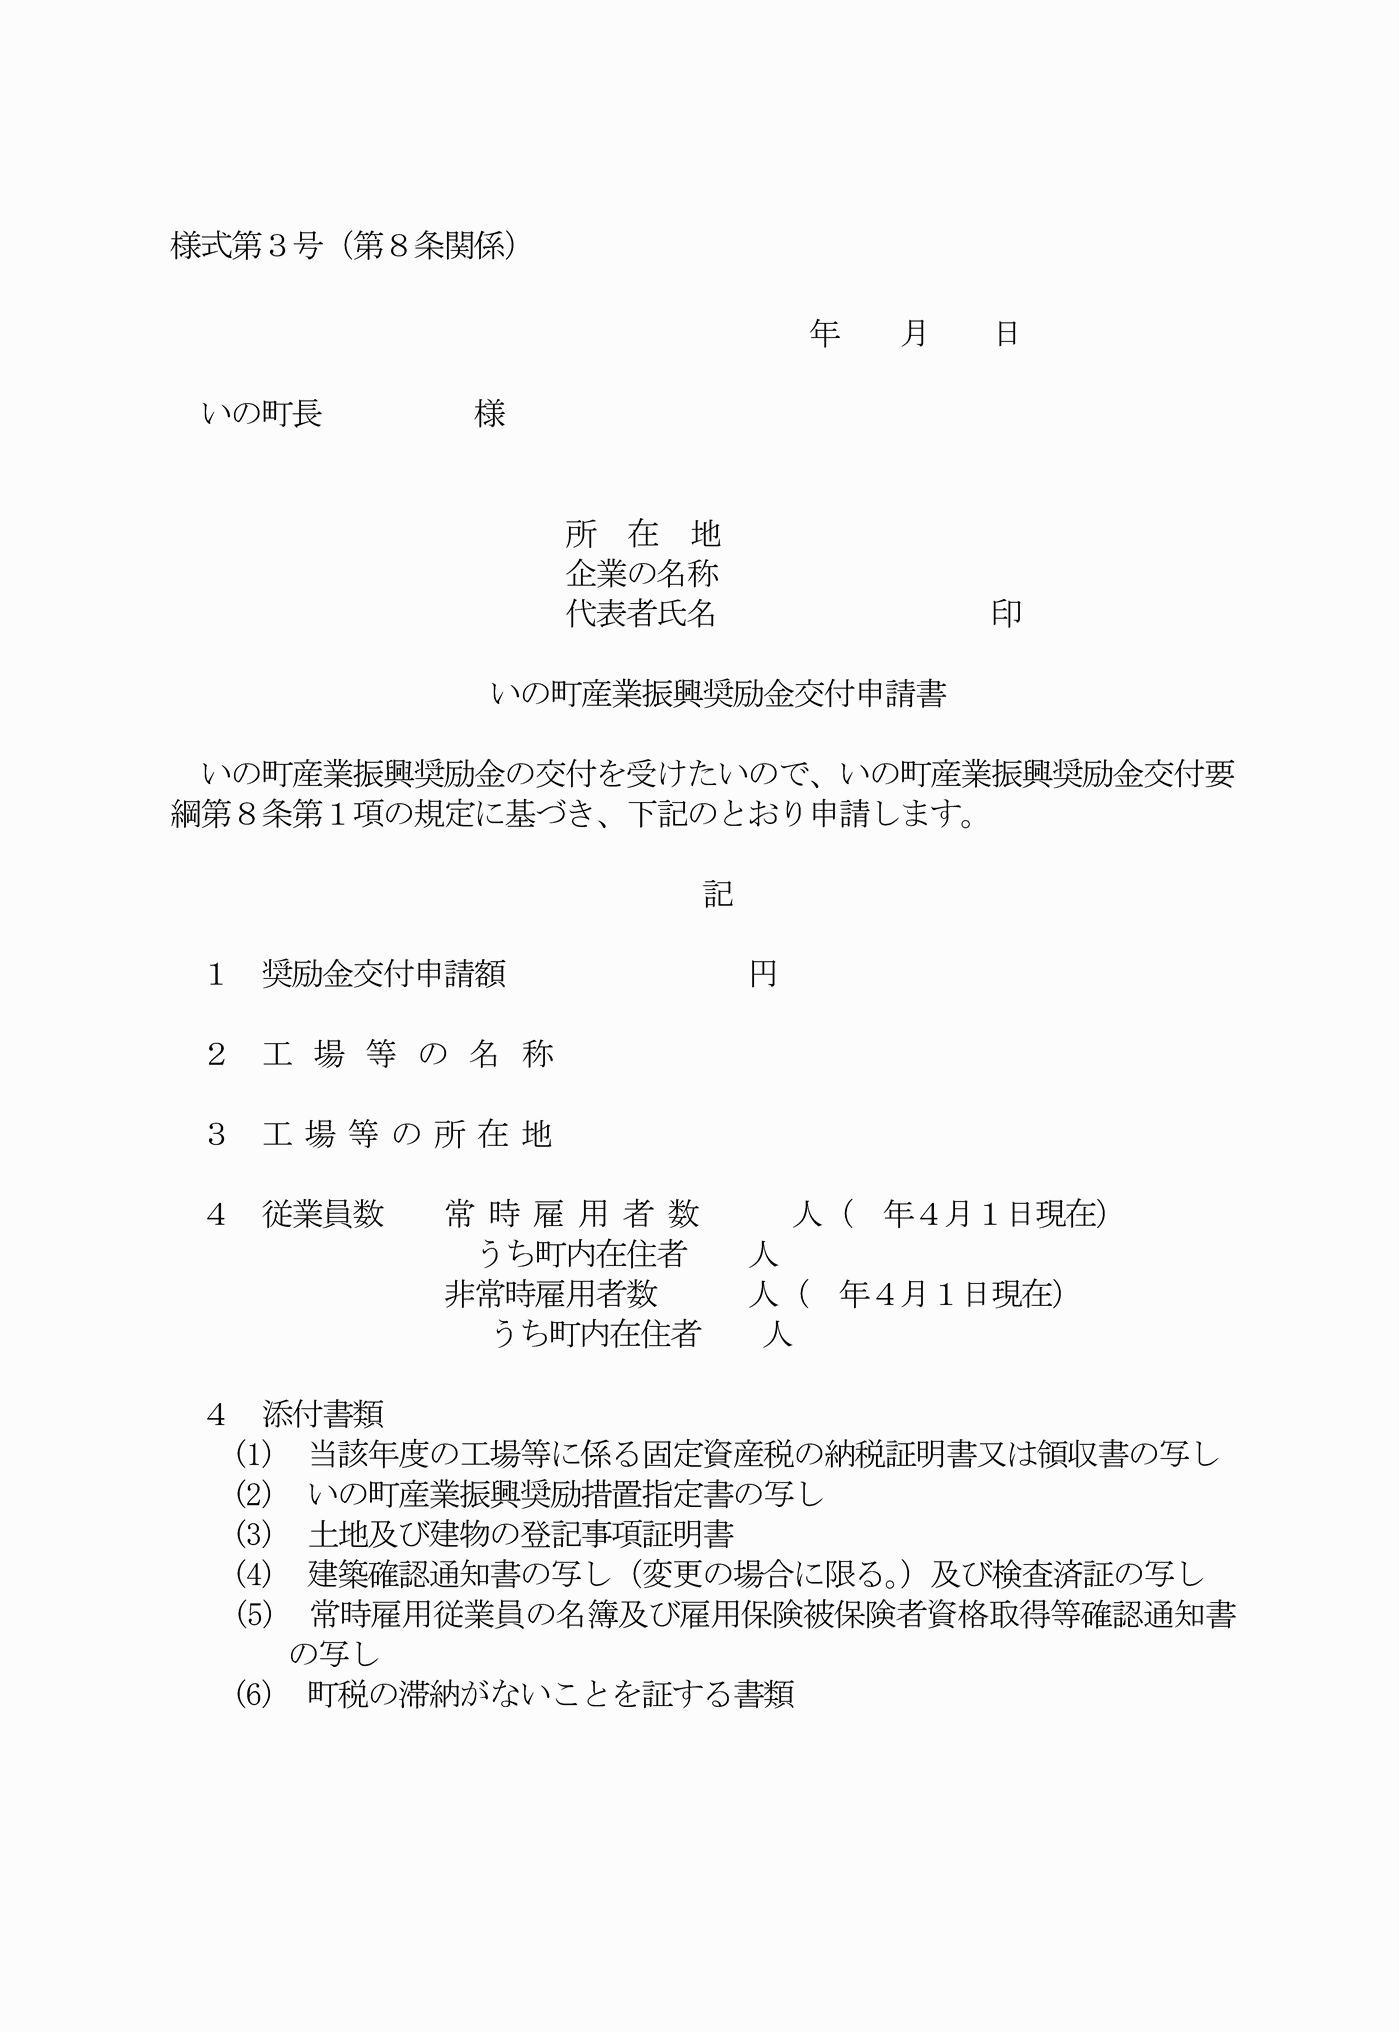 様式第３号（第８条関係）
年　　月　　日
いの町長　　　　　様
所　在　地
企業の名称
代表者氏名　　　　　　　　　印
いの町産業振興奨励金交付申請書
いの町産業振興奨励金の交付を受けたいので、いの町産業振興奨励金交付要
綱第８条第１項の規定に基づき、下記のとおり申請します。
記
１　奨励金交付申請額　　　　　　　　円
２　工 場 等 の 名 称
３　工 場 等 の 所 在 地
４　従業員数　　常 時 雇 用 者 数　　　人（　年４月１日現在）
うち町内在住者　　人
非常時雇用者数　　　人（　年４月１日現在）
うち町内在住者　　人
４　添付書類
(1)　当該年度の工場等に係る固定資産税の納税証明書又は領収書の写し
(2)　いの町産業振興奨励措置指定書の写し
(3)　土地及び建物の登記事項証明書
(4)　建築確認通知書の写し（変更の場合に限る。）及び検査済証の写し
(5)　常時雇用従業員の名簿及び雇用保険被保険者資格取得等確認通知書
の写し
(6)　町税の滞納がないことを証する書類